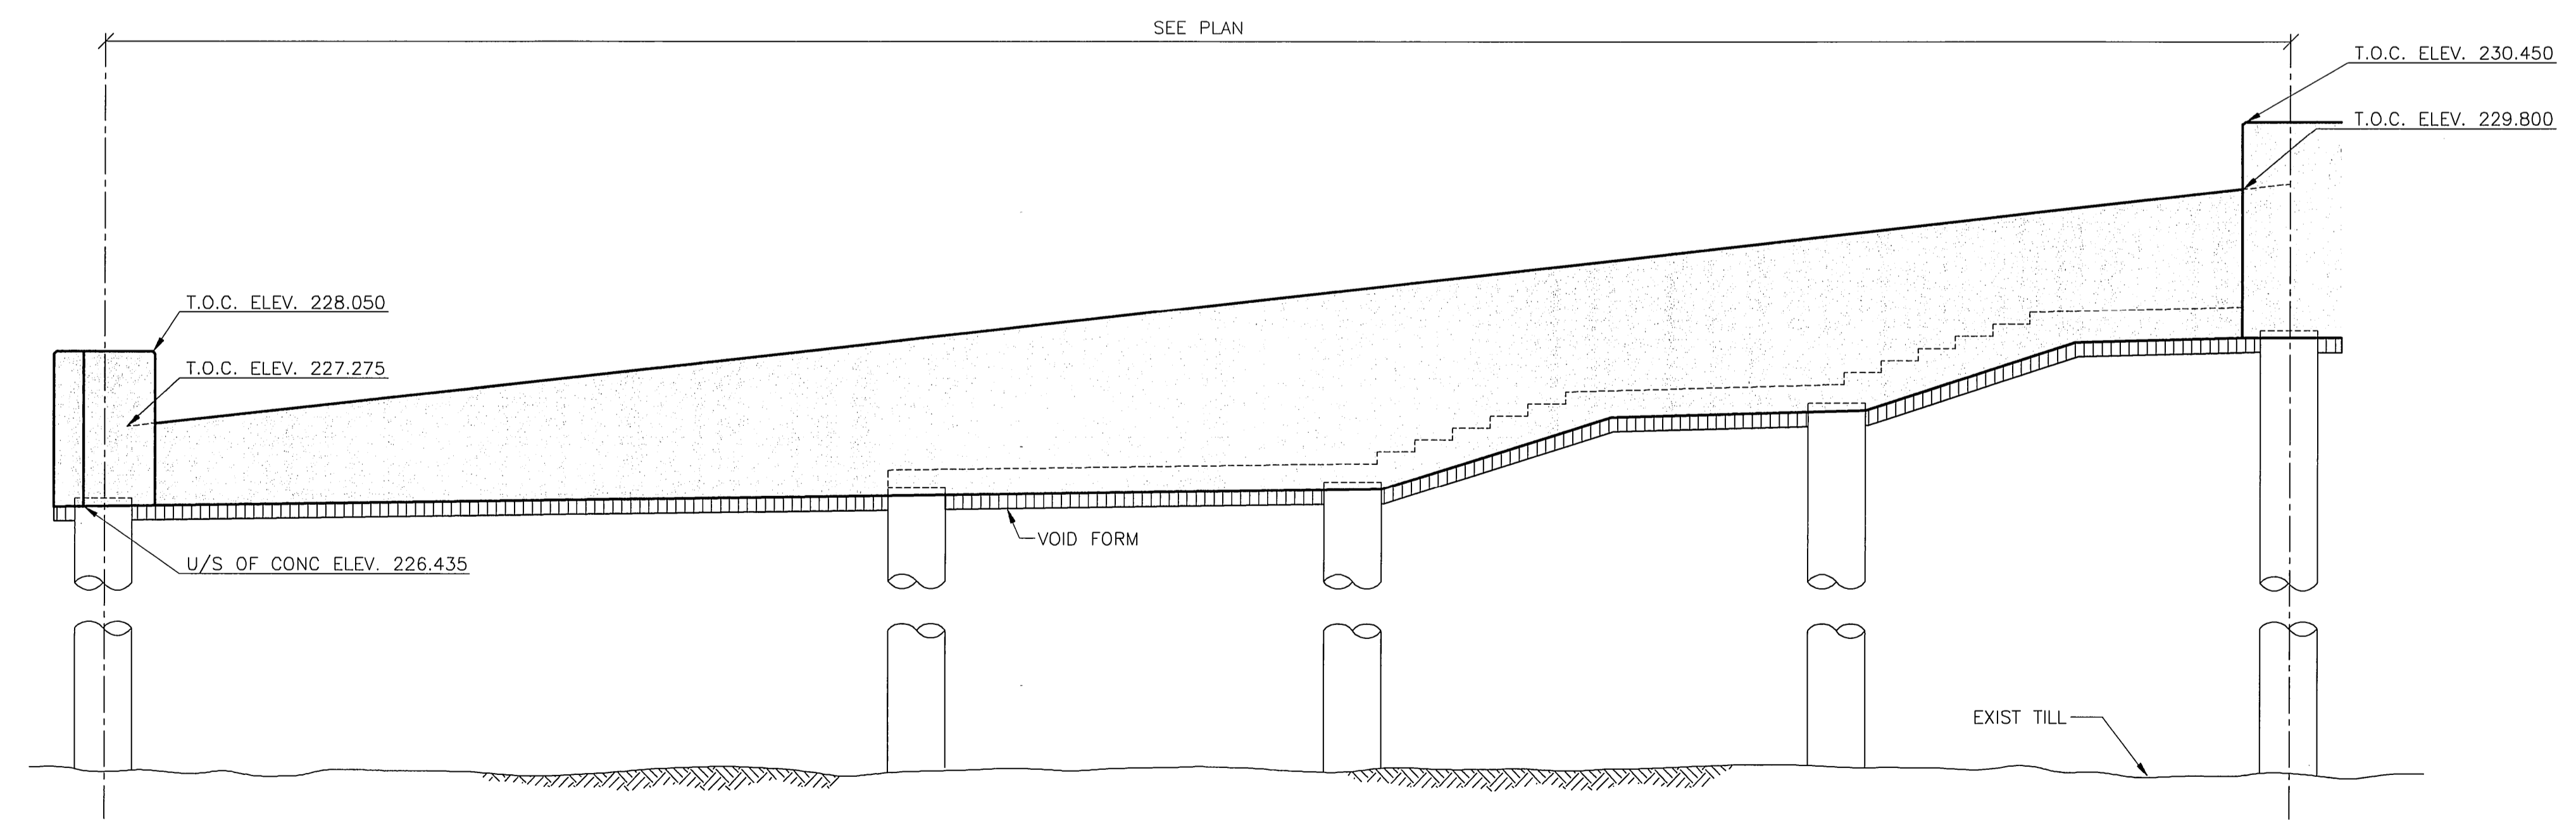 SEE PLAN
T.O.C. ELEV. 230.450
T.O.C. ELEV. 229.800
T.O.C. ELEV. 228.050
T.O.C. ELEV. 227.275
VOID FORM
U/S OF CONC ELEV. 226.435
EXIST TILL